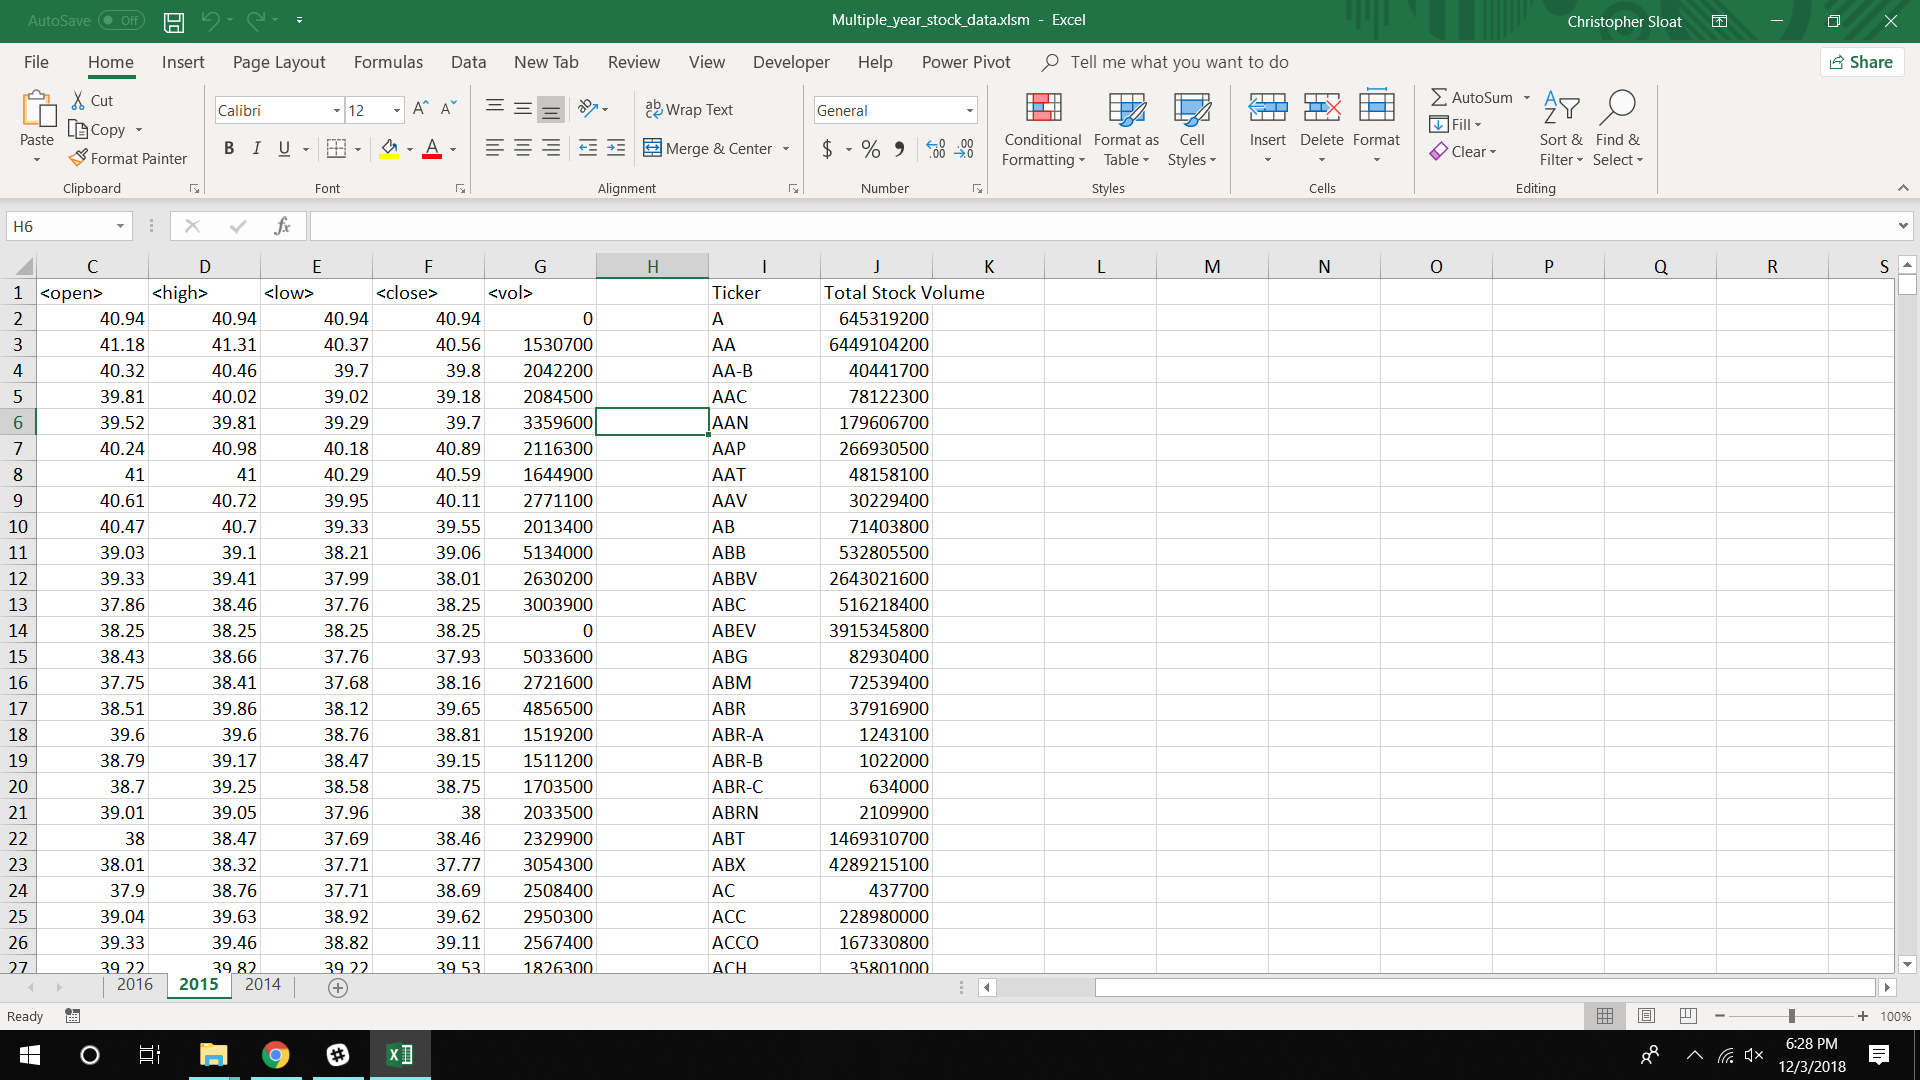 AutoSave Off
Multiple_year_stock_data.xlsm - Excel
Christopher Sloat
File Home Insert Page Layout Formulas Data New Tab Review View Developer Help Power Pivot Tell me what you want to do Share
Paste
Cut
Copy
Format Painter
Clipboard
Calibri 12
B I U A
Font
Wrap Text
Merge & Center
Alignment
General
$ %
Number
Conditional Formatting
Format as Table
Cell Styles
Styles
Insert Delete Format
Cells
AutoSum
Fill
Clear
Sort & Filter
Find & Select
Editing
H6 fx
C D E F G H I J K L M N O P Q R S
1 <open> <high> <low> <close> <vol> Ticker Total Stock Volume
2 40.94 40.94 40.94 40.94 0 A 645319200
3 41.18 41.31 40.37 40.56 1530700 AA 6449104200
4 40.32 40.46 39.7 39.8 2042200 AA-B 40441700
5 39.81 40.02 39.02 39.18 2084500 AAC 78122300
6 39.52 39.81 39.29 39.7 3359600 AAN 179606700
7 40.24 40.98 40.18 40.89 2116300 AAP 266930500
8 41 41 40.29 40.59 1644900 AAT 48158100
9 40.61 40.72 39.95 40.11 2771100 AAV 30229400
10 40.47 40.7 39.33 39.55 2013400 AB 71403800
11 39.03 39.1 38.21 39.06 5134000 ABB 532805500
12 39.33 39.41 37.99 38.01 2630200 ABBV 2643021600
13 37.86 38.46 37.76 38.25 3003900 ABC 516218400
14 38.25 38.25 38.25 38.25 0 ABEV 3915345800
15 38.43 38.66 37.76 37.93 5033600 ABG 82930400
16 37.75 38.41 37.68 38.16 2721600 ABM 72539400
17 38.51 39.86 38.12 39.65 4856500 ABR 37916900
18 39.6 39.6 38.76 38.81 1519200 ABR-A 1243100
19 38.79 39.17 38.47 39.15 1511200 ABR-B 1022000
20 38.7 39.25 38.58 38.75 1703500 ABR-C 634000
21 39.01 39.05 37.96 38 2033500 ABRN 2109900
22 38 38.47 37.69 38.46 2329900 ABT 1469310700
23 38.01 38.32 37.71 37.77 3054300 ABX 4289215100
24 37.9 38.76 37.71 38.69 2508400 AC 437700
25 39.04 39.63 38.92 39.62 2950300 ACC 228980000
26 39.33 39.46 38.82 39.11 2567400 ACCO 167330800
27 39.22 39.82 39.22 39.53 1826300 ACH 35801000
2016 2015 2014
Ready
100%
6:28 PM
12/3/2018